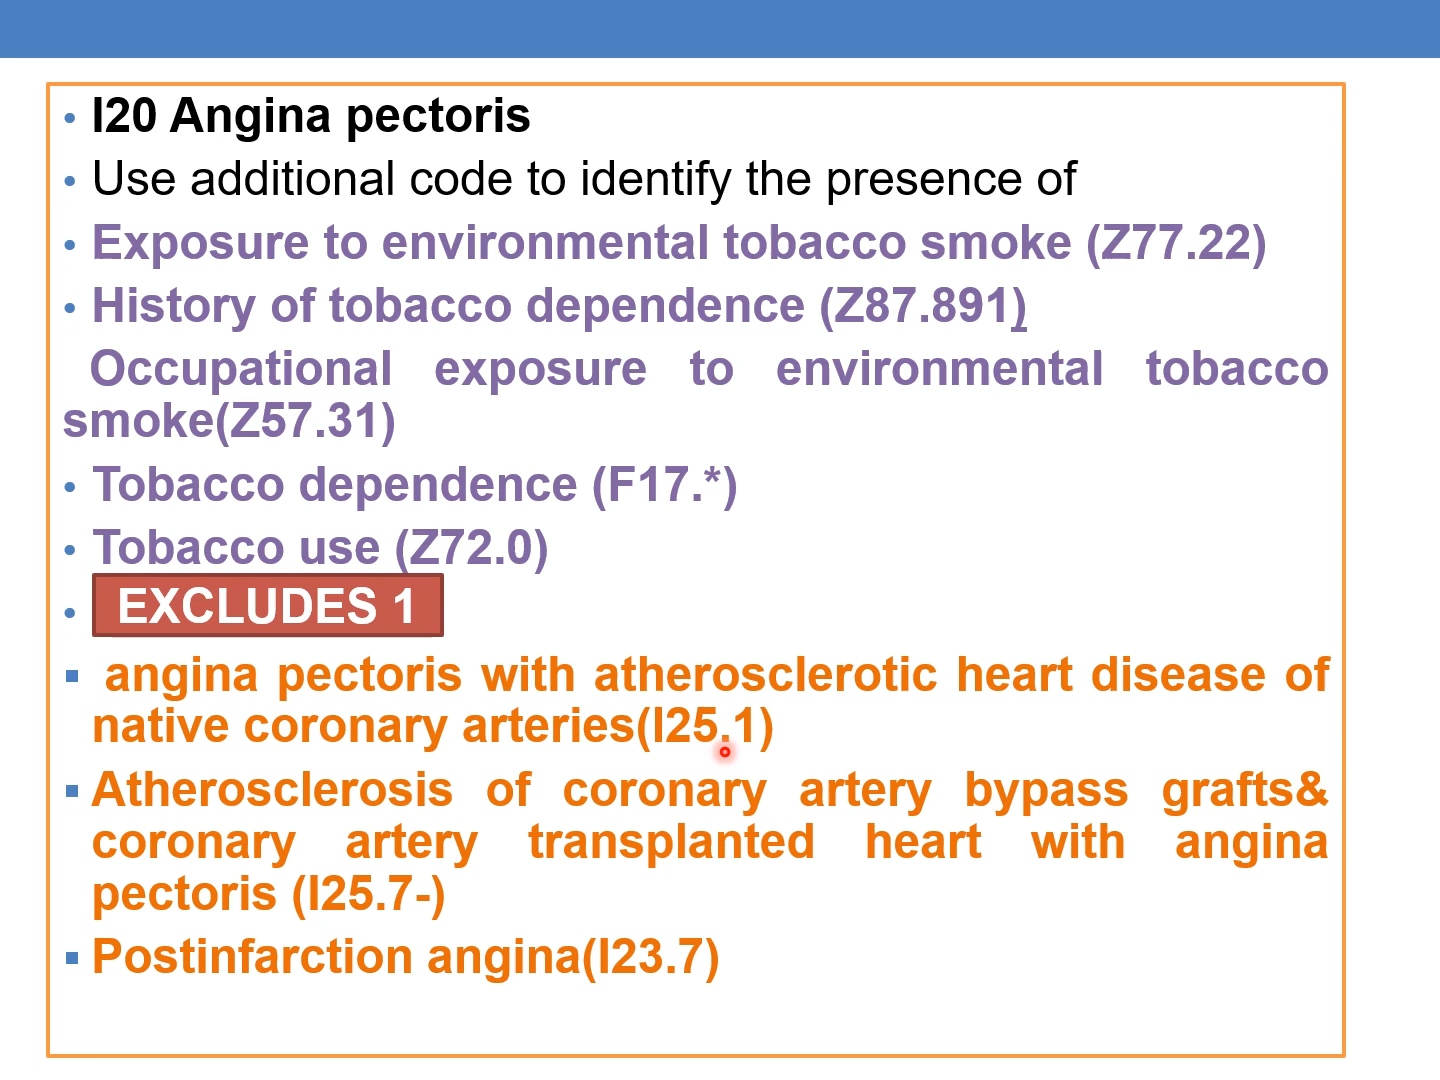 I20 Angina pectoris
Use additional code to identify the presence of
Exposure to environmental tobacco smoke (Z77.22)
History of tobacco dependence (Z87.891)
Occupational exposure to environmental tobacco
smoke(Z57.31)
Tobacco dependence (F17.*)
Tobacco use (Z72.0)
EXCLUDES 1
angina pectoris with atherosclerotic heart disease of
native coronary arteries(I25.1)
Atherosclerosis of coronary artery bypass grafts&
coronary artery transplanted heart with angina
pectoris (I25.7-)
Postinfarction angina(I23.7)